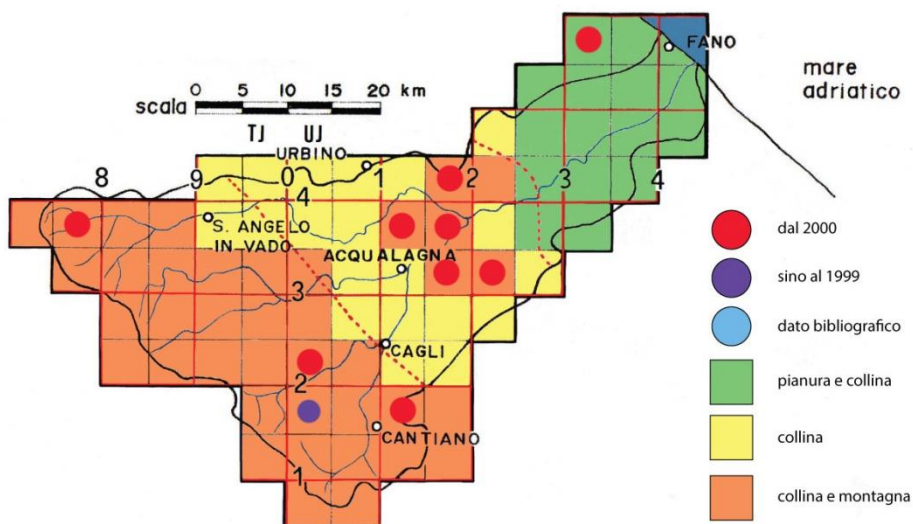 FANO
mare
adriatico
scala 0 5 10 15 20 km
TJ UJ
URBINO
8 9 0 1 2 3 4
4
S. ANGELO
IN VADO
ACQUALAGNA
3
CAGLI
2
CANTIANO
1
dal 2000
sino al 1999
dato bibliografico
pianura e collina
collina
collina e montagna